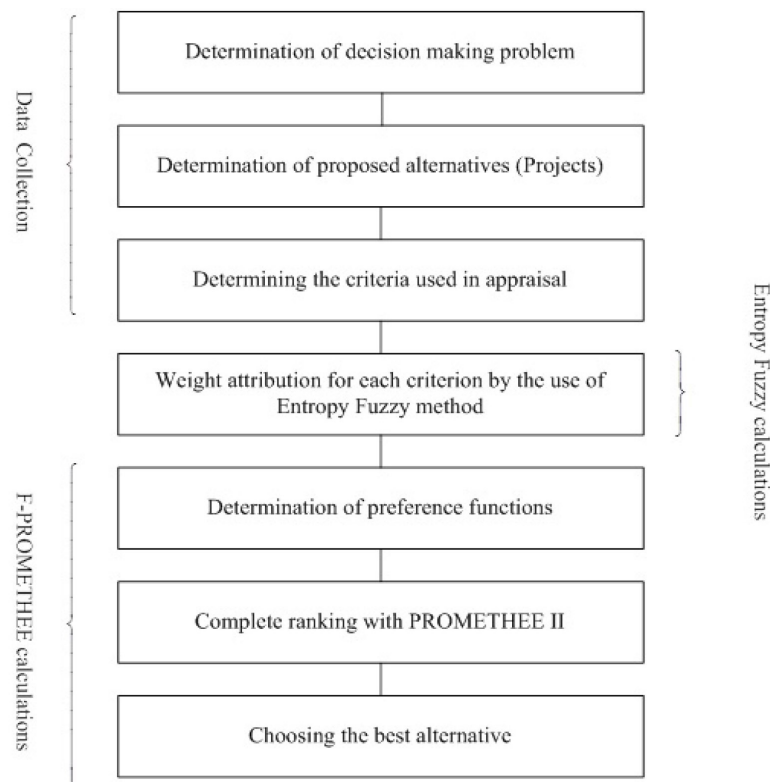 Determination of decision making problem
Determination of proposed alternatives (Projects)
Determining the criteria used in appraisal
Data Collection
Weight attribution for each criterion by the use of
Entropy Fuzzy method
Entropy Fuzzy calculations
Determination of preference functions
Complete ranking with PROMETHEE II
Choosing the best alternative
F-PROMETHEE calculations